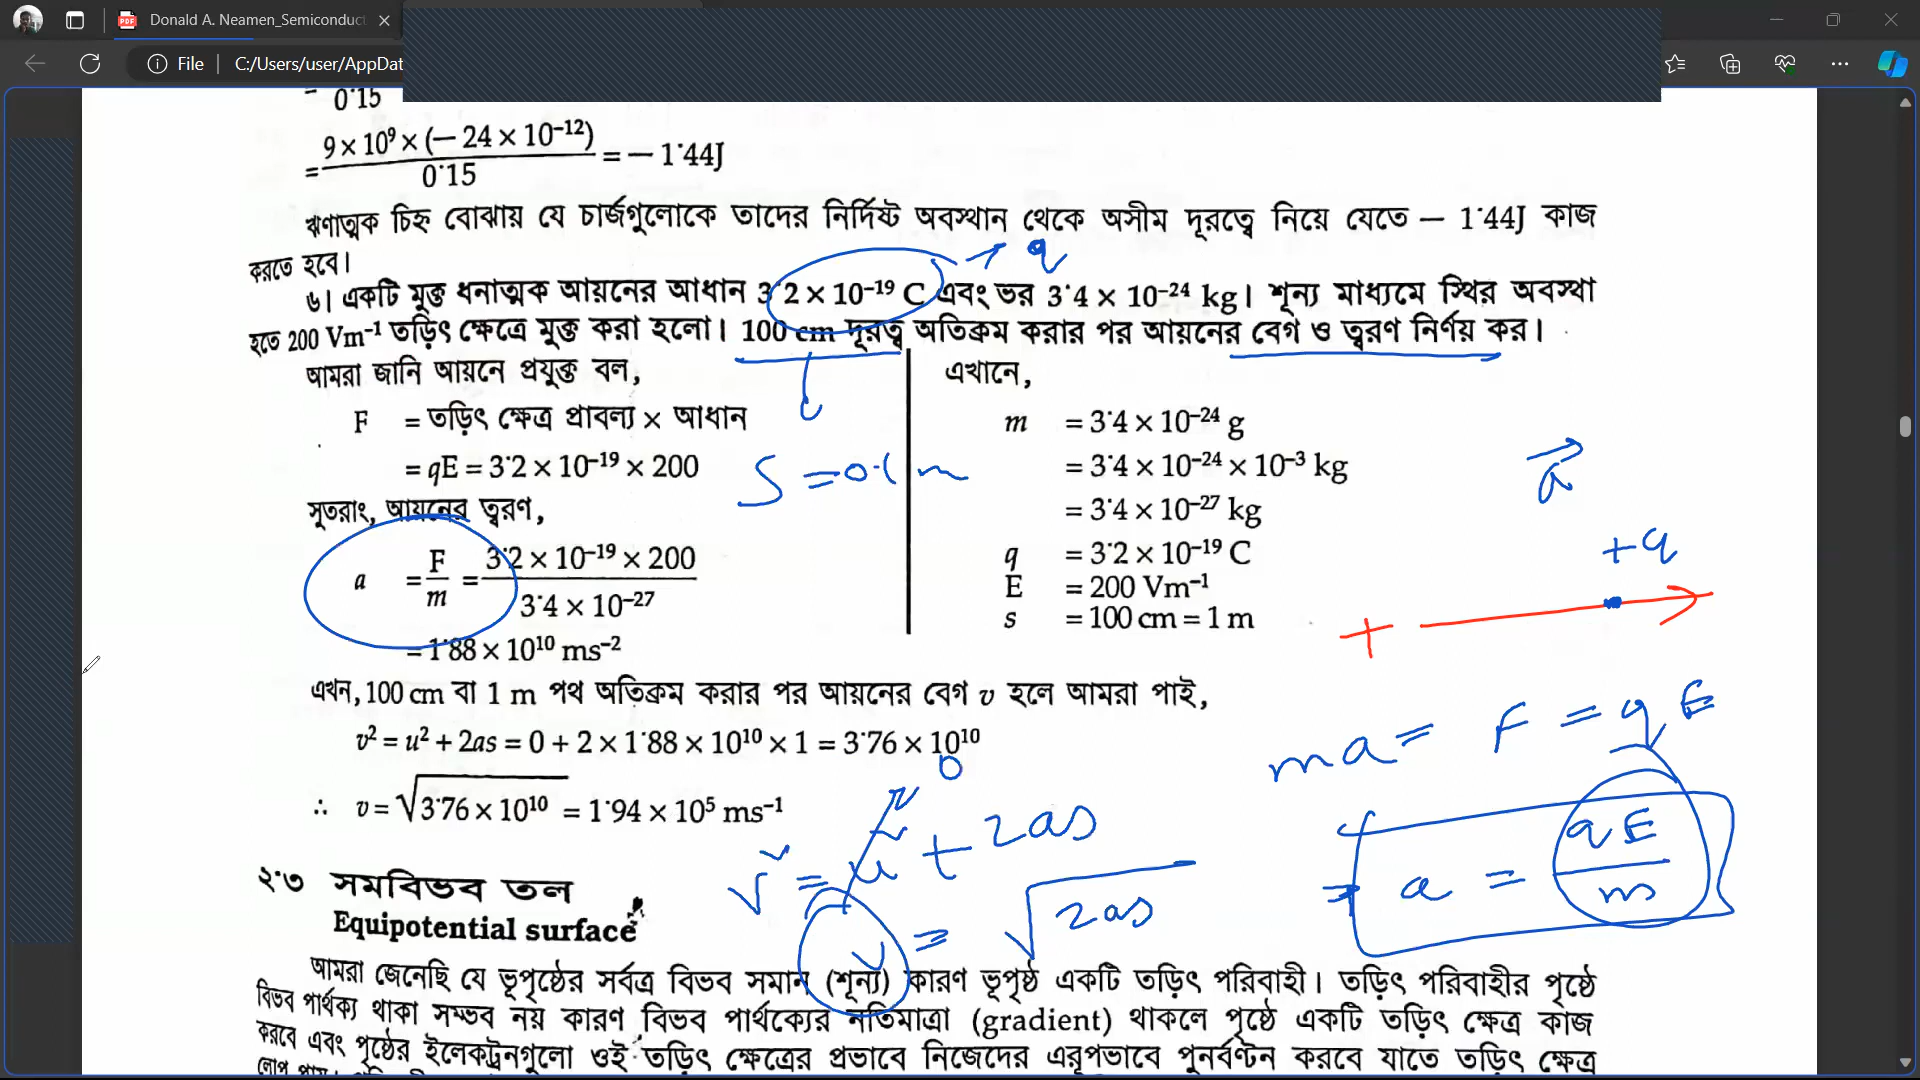 Donald A. Neamen_Semiconduct
File C:/Users/user/AppDat
= 0·15
= 9 × 10⁹ × (– 24 × 10⁻¹²) / 0·15 = – 1·44J
ঋণাত্মক চিহ্ন বোঝায় যে চার্জগুলোকে তাদের নির্দিষ্ট অবস্থান থেকে অসীম দূরত্বে নিয়ে যেতে – 1·44J কাজ
করতে হবে।
q
৬। একটি মুক্ত ধনাত্মক আয়নের আধান 3·2 × 10⁻¹⁹ C এবং ভর 3·4 × 10⁻²⁴ kg। শূন্য মাধ্যমে স্থির অবস্থা
হতে 200 Vm⁻¹ তড়িৎ ক্ষেত্রে মুক্ত করা হলো। 100 cm দূরত্ব অতিক্রম করার পর আয়নের বেগ ও ত্বরণ নির্ণয় কর।
আমরা জানি আয়নে প্রযুক্ত বল,
F = তড়িৎ ক্ষেত্র প্রাবল্য × আধান
= qE = 3·2 × 10⁻¹⁹ × 200
S = 0.1 m
সুতরাং, আয়নের ত্বরণ,
a = F/m = 3·2 × 10⁻¹⁹ × 200 / 3·4 × 10⁻²⁷
= 1·88 × 10¹⁰ ms⁻²
এখানে,
m = 3·4 × 10⁻²⁴ g
= 3·4 × 10⁻²⁴ × 10⁻³ kg
= 3·4 × 10⁻²⁷ kg
q = 3·2 × 10⁻¹⁹ C
E = 200 Vm⁻¹
s = 100 cm = 1 m
a
+q
+
এখন, 100 cm বা 1 m পথ অতিক্রম করার পর আয়নের বেগ v হলে আমরা পাই,
v² = u² + 2as = 0 + 2 × 1·88 × 10¹⁰ × 1 = 3·76 × 10¹⁰
∴ v = √3·76 × 10¹⁰ = 1·94 × 10⁵ ms⁻¹
ma = F = qE
⇒ a = qE/m
0
v² = u² + 2as
v = √2as
২·৩ সমবিভব তল
Equipotential surface
আমরা জেনেছি যে ভূপৃষ্ঠের সর্বত্র বিভব সমান (শূন্য) কারণ ভূপৃষ্ঠ একটি তড়িৎ পরিবাহী। তড়িৎ পরিবাহীর পৃষ্ঠে
বিভব পার্থক্য থাকা সম্ভব নয় কারণ বিভব পার্থক্যের নতিমাত্রা (gradient) থাকলে পৃষ্ঠে একটি তড়িৎ ক্ষেত্র কাজ
করবে এবং পৃষ্ঠের ইলেকট্রনগুলো ওই তড়িৎ ক্ষেত্রের প্রভাবে নিজেদের এরূপভাবে পুনর্বণ্টন করবে যাতে তড়িৎ ক্ষেত্র